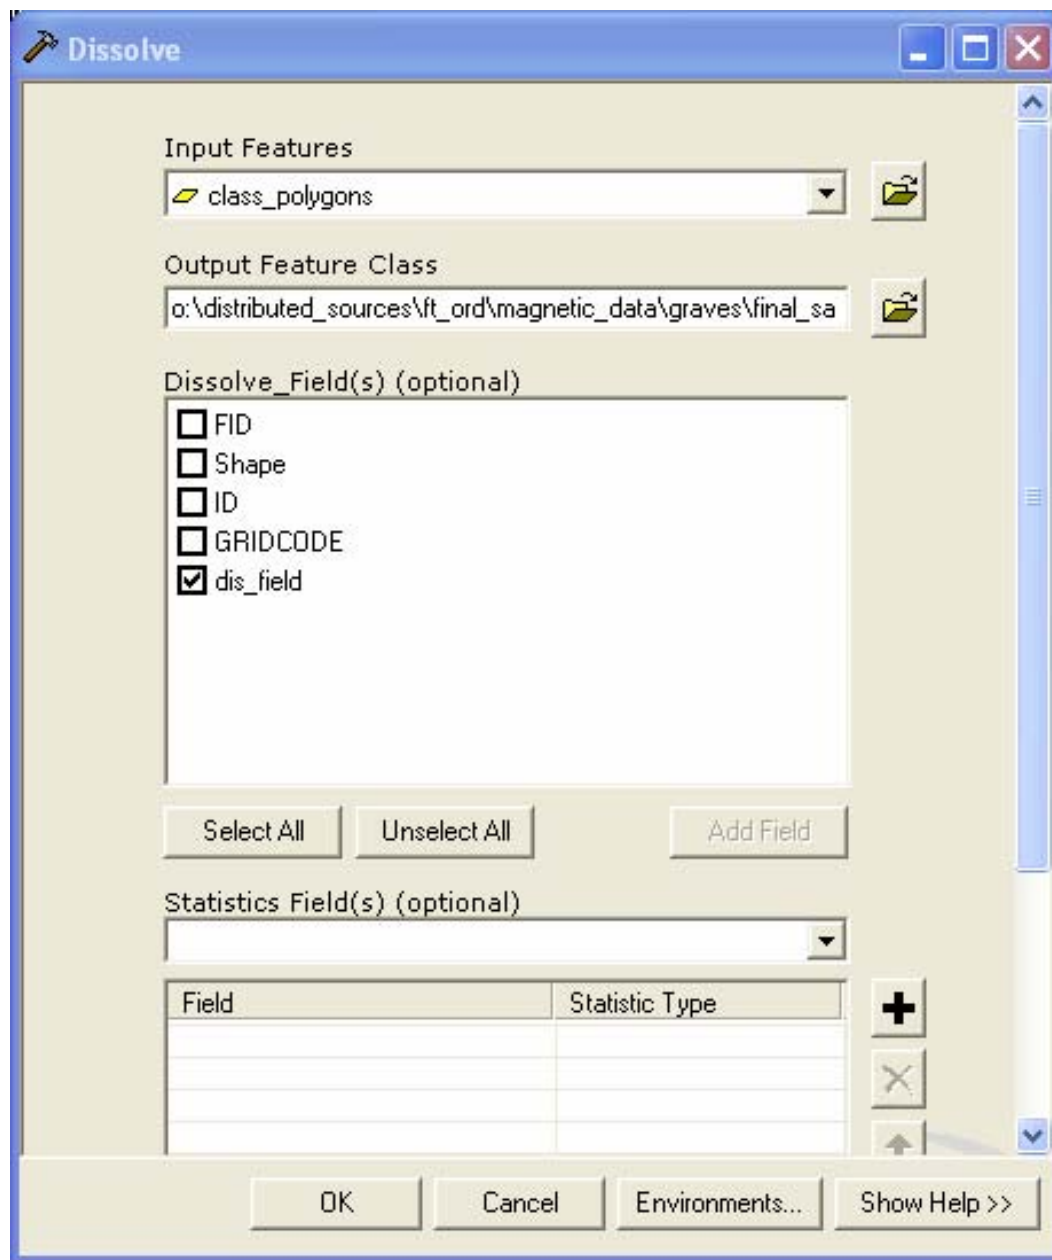 Dissolve
Input Features
class_polygons
Output Feature Class
o:\distributed_sources\ft_ord\magnetic_data\graves\final_sa
Dissolve_Field(s) (optional)
FID
Shape
ID
GRIDCODE
dis_field
Select All Unselect All Add Field
Statistics Field(s) (optional)
Field Statistic Type
OK Cancel Environments... Show Help >>